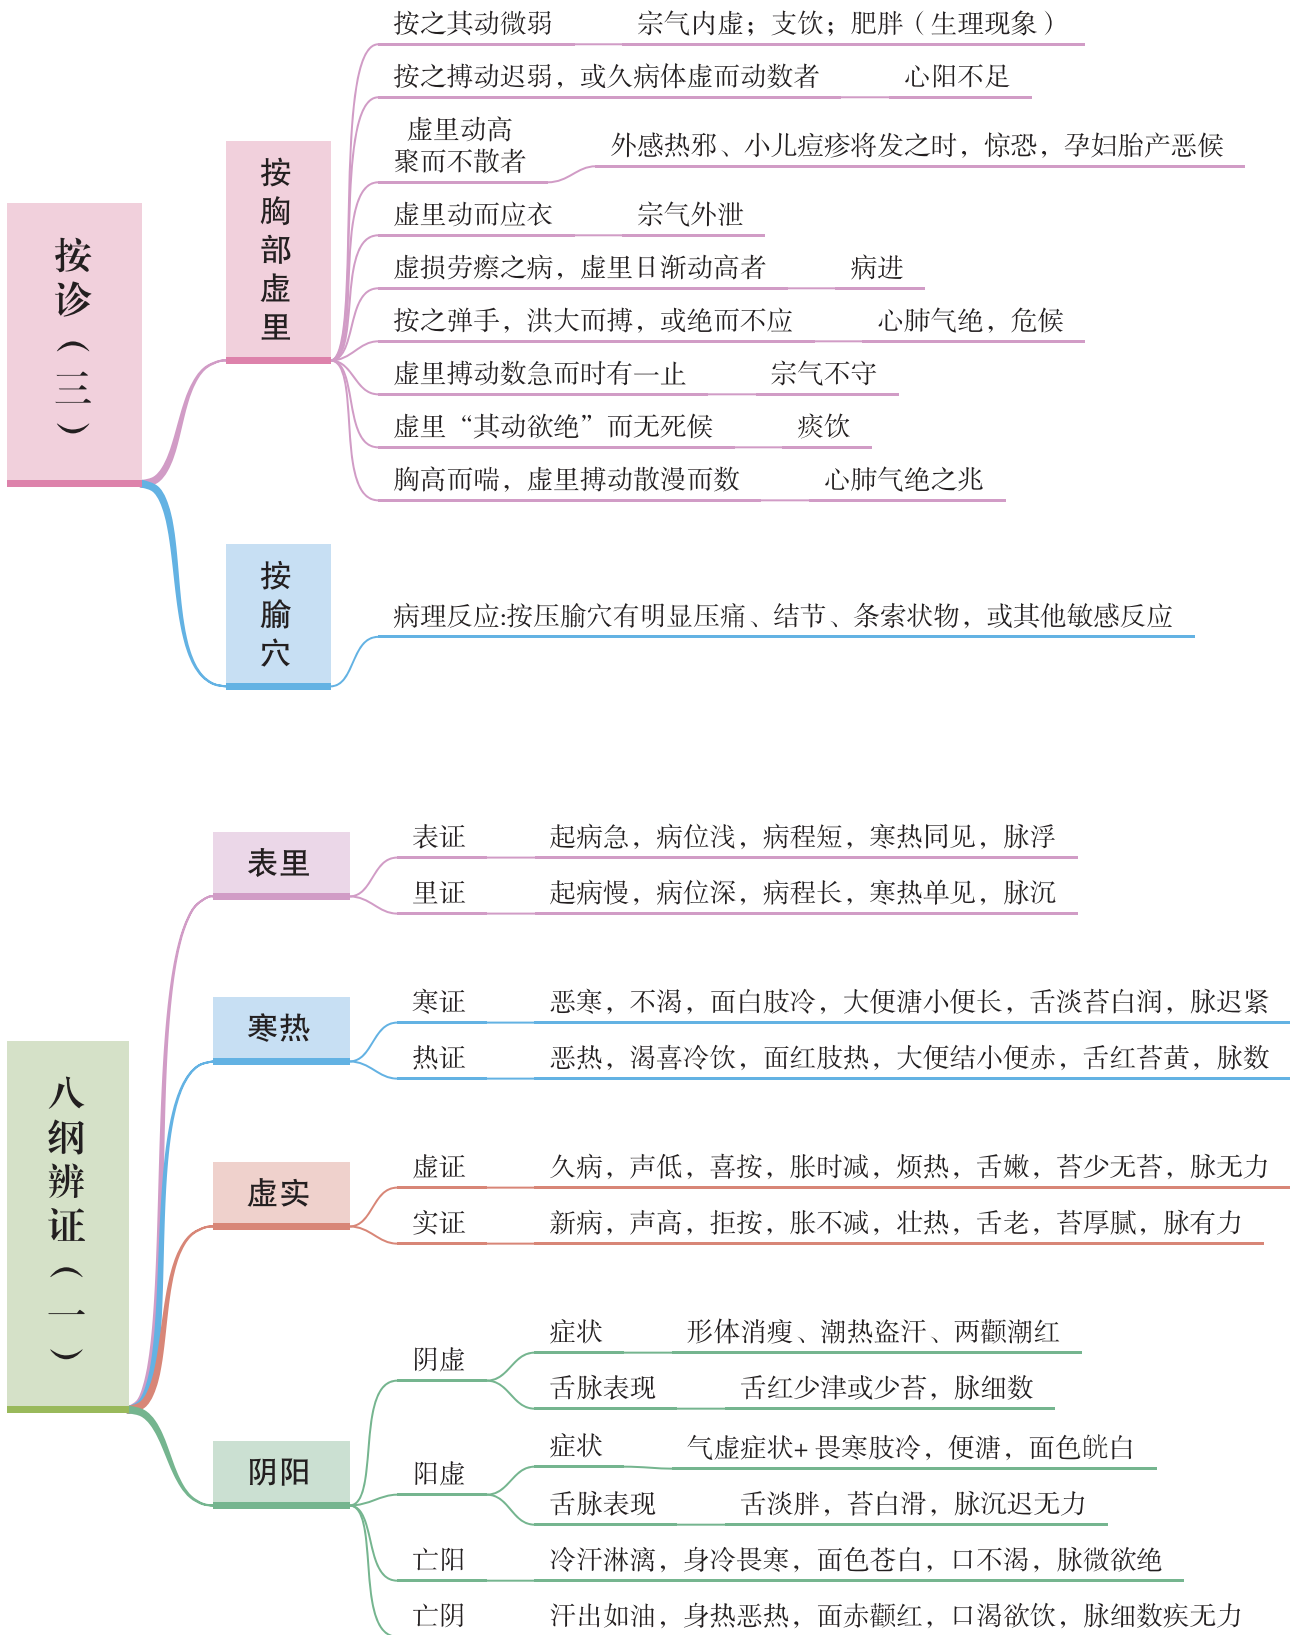 按诊（三）
按胸部虚里
按之其动微弱 宗气内虚；支饮；肥胖（生理现象）
按之搏动迟弱，或久病体虚而动数者 心阳不足
虚里动高
聚而不散者 外感热邪、小儿痘疹将发之时，惊恐，孕妇胎产恶候
虚里动而应衣 宗气外泄
虚损劳瘵之病，虚里日渐动高者 病进
按之弹手，洪大而搏，或绝而不应 心肺气绝，危候
虚里搏动数急而时有一止 宗气不守
虚里“其动欲绝”而无死候 痰饮
胸高而喘，虚里搏动散漫而数 心肺气绝之兆
按腧穴
病理反应:按压腧穴有明显压痛、结节、条索状物，或其他敏感反应
八纲辨证（一）
表里
表证 起病急，病位浅，病程短，寒热同见，脉浮
里证 起病慢，病位深，病程长，寒热单见，脉沉
寒热
寒证 恶寒，不渴，面白肢冷，大便溏小便长，舌淡苔白润，脉迟紧
热证 恶热，渴喜冷饮，面红肢热，大便结小便赤，舌红苔黄，脉数
虚实
虚证 久病，声低，喜按，胀时减，烦热，舌嫩，苔少无苔，脉无力
实证 新病，声高，拒按，胀不减，壮热，舌老，苔厚腻，脉有力
阴阳
阴虚
症状 形体消瘦、潮热盗汗、两颧潮红
舌脉表现 舌红少津或少苔，脉细数
阳虚
症状 气虚症状+畏寒肢冷，便溏，面色㿠白
舌脉表现 舌淡胖，苔白滑，脉沉迟无力
亡阳 冷汗淋漓，身冷畏寒，面色苍白，口不渴，脉微欲绝
亡阴 汗出如油，身热恶热，面赤颧红，口渴欲饮，脉细数疾无力